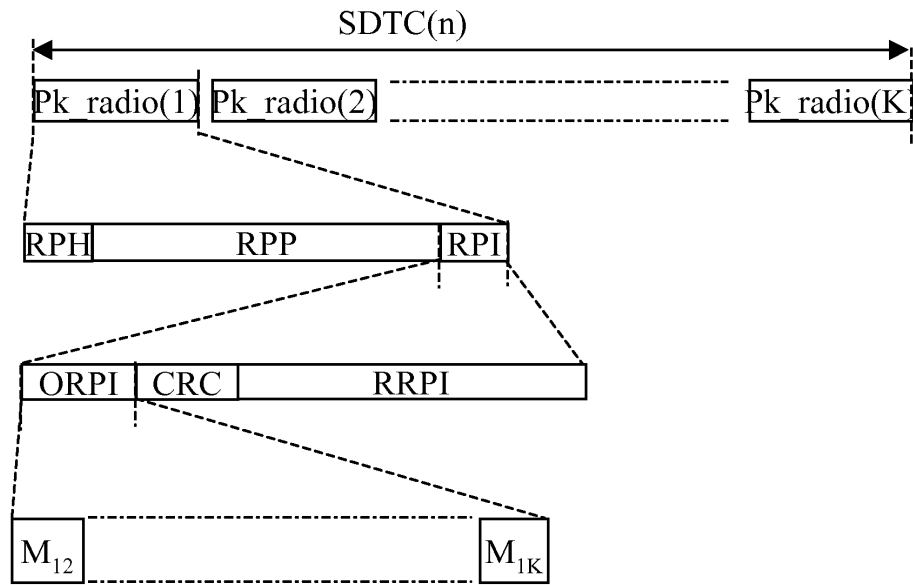 SDTC(n)
Pk_radio(1) Pk_radio(2) Pk_radio(K)
RPH RPP RPI
ORPI CRC RRPI
M12 M1K